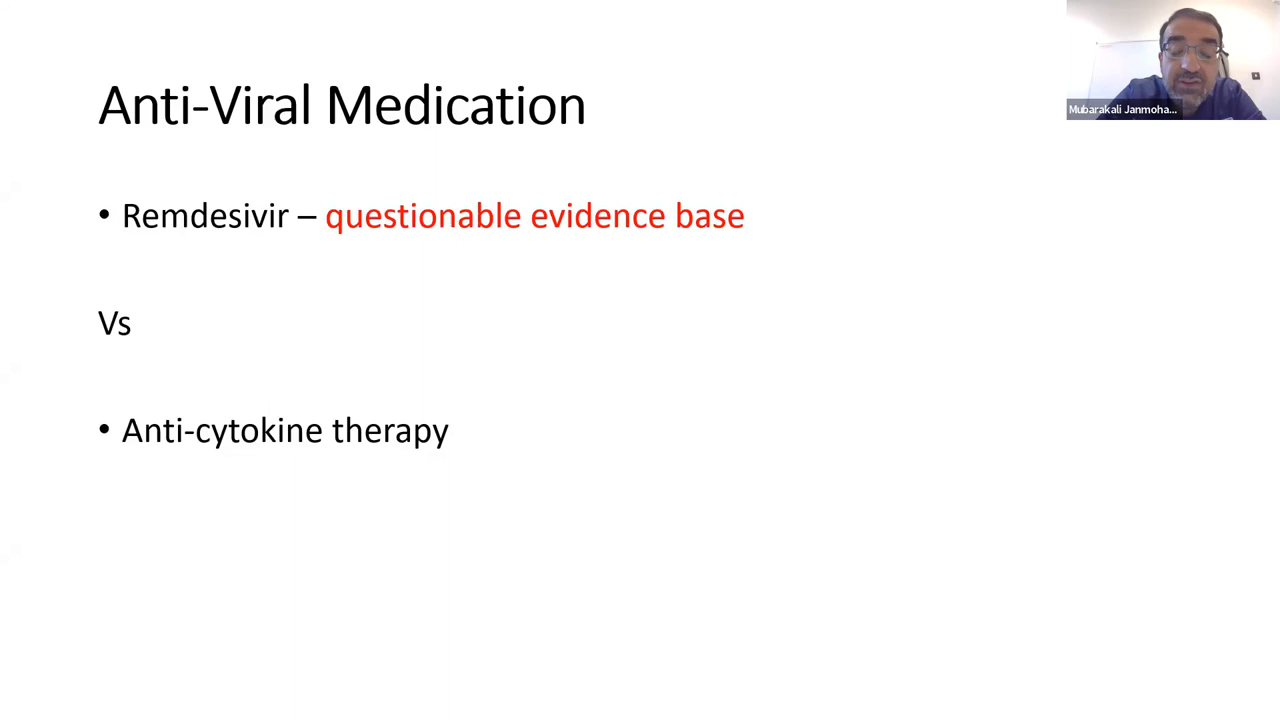 Anti-Viral Medication
Mubarakali Janmoha...
• Remdesivir – questionable evidence base
Vs
• Anti-cytokine therapy